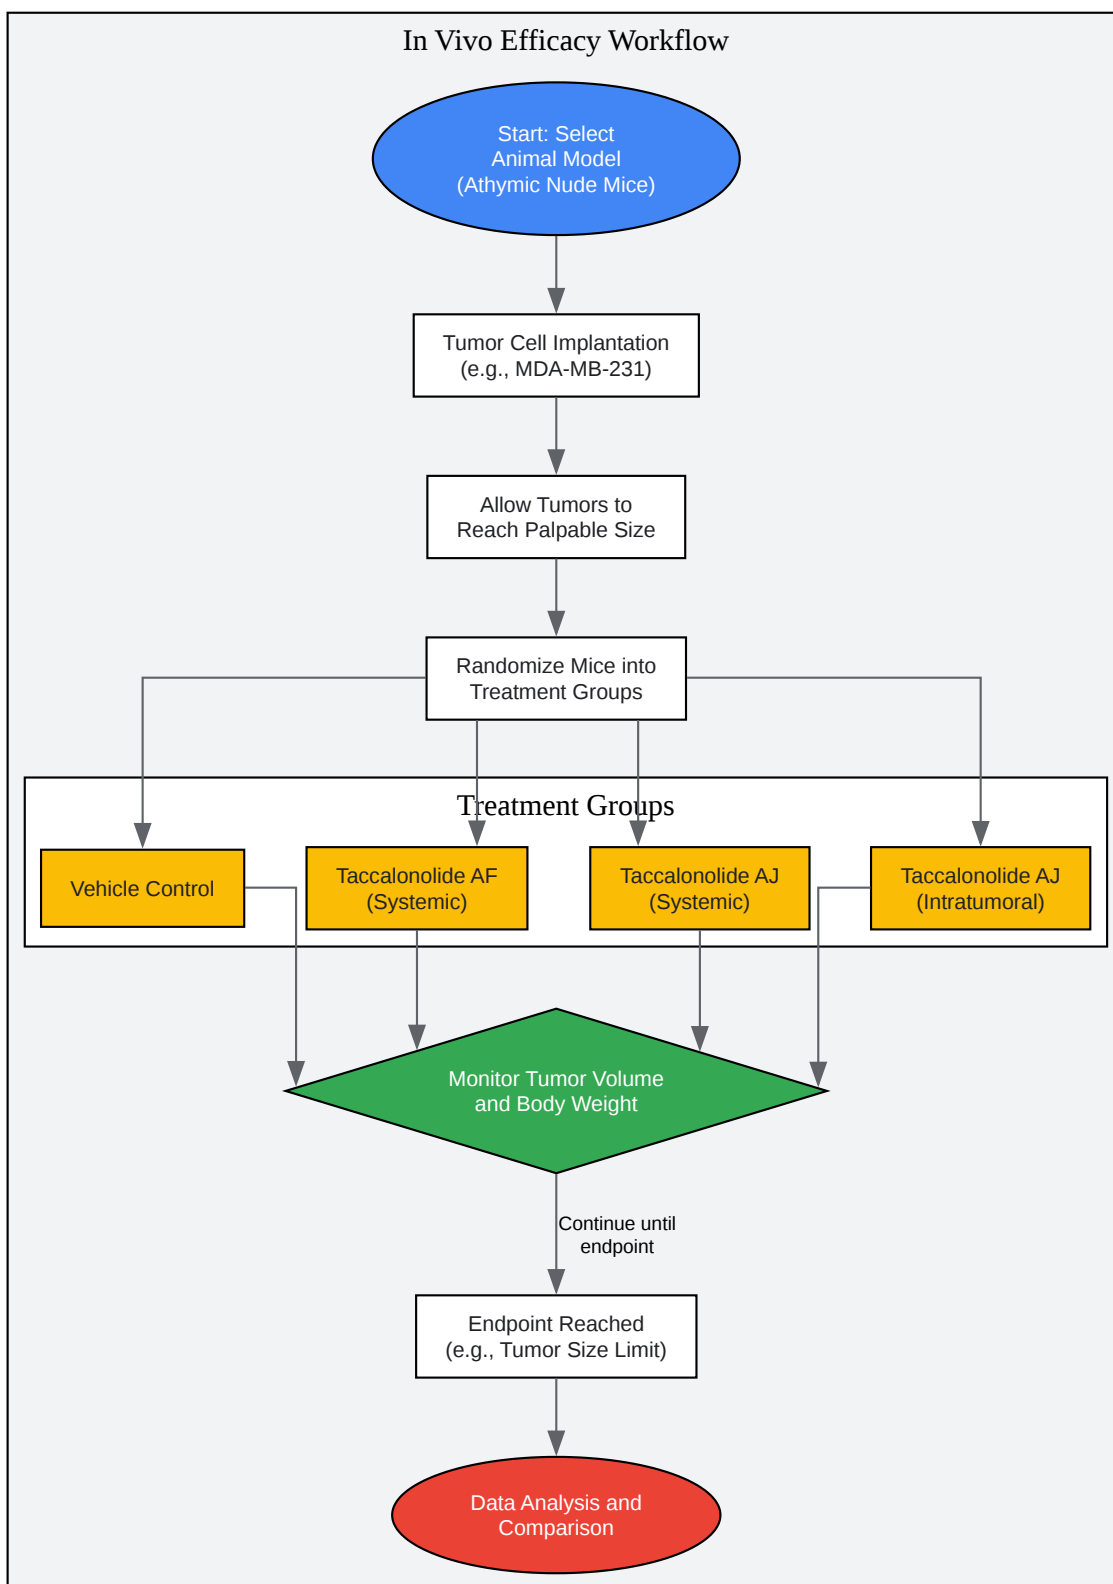 In Vivo Efficacy Workflow
Start: Select
Animal Model
(Athymic Nude Mice)
Tumor Cell Implantation
(e.g., MDA-MB-231)
Allow Tumors to
Reach Palpable Size
Randomize Mice into
Treatment Groups
Treatment Groups
Vehicle Control
Taccalonolide AF
(Systemic)
Taccalonolide AJ
(Systemic)
Taccalonolide AJ
(Intratumoral)
Monitor Tumor Volume
and Body Weight
Continue until
endpoint
Endpoint Reached
(e.g., Tumor Size Limit)
Data Analysis and
Comparison